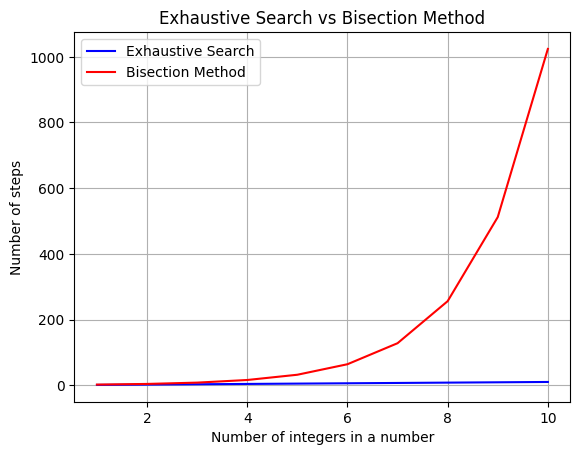 Exhaustive Search vs Bisection Method
Exhaustive Search
Bisection Method
Number of steps
1000
800
600
400
200
0
2
4
6
8
10
Number of integers in a number